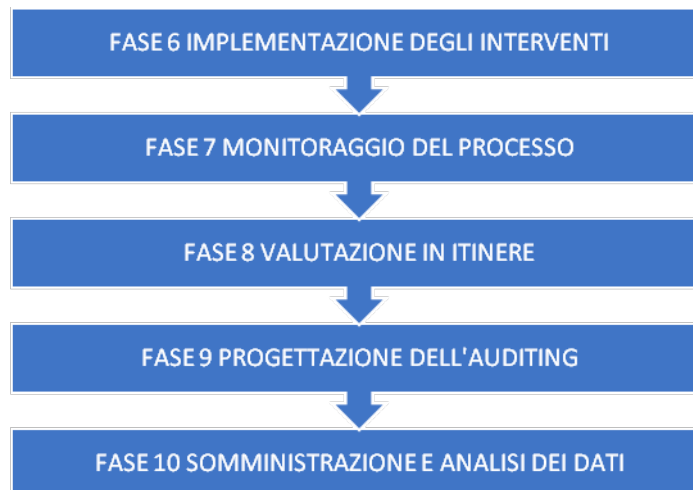 FASE 6 IMPLEMENTAZIONE DEGLI INTERVENTI
FASE 7 MONITORAGGIO DEL PROCESSO
FASE 8 VALUTAZIONE IN ITINERE
FASE 9 PROGETTAZIONE DELL'AUDITING
FASE 10 SOMMINISTRAZIONE E ANALISI DEI DATI